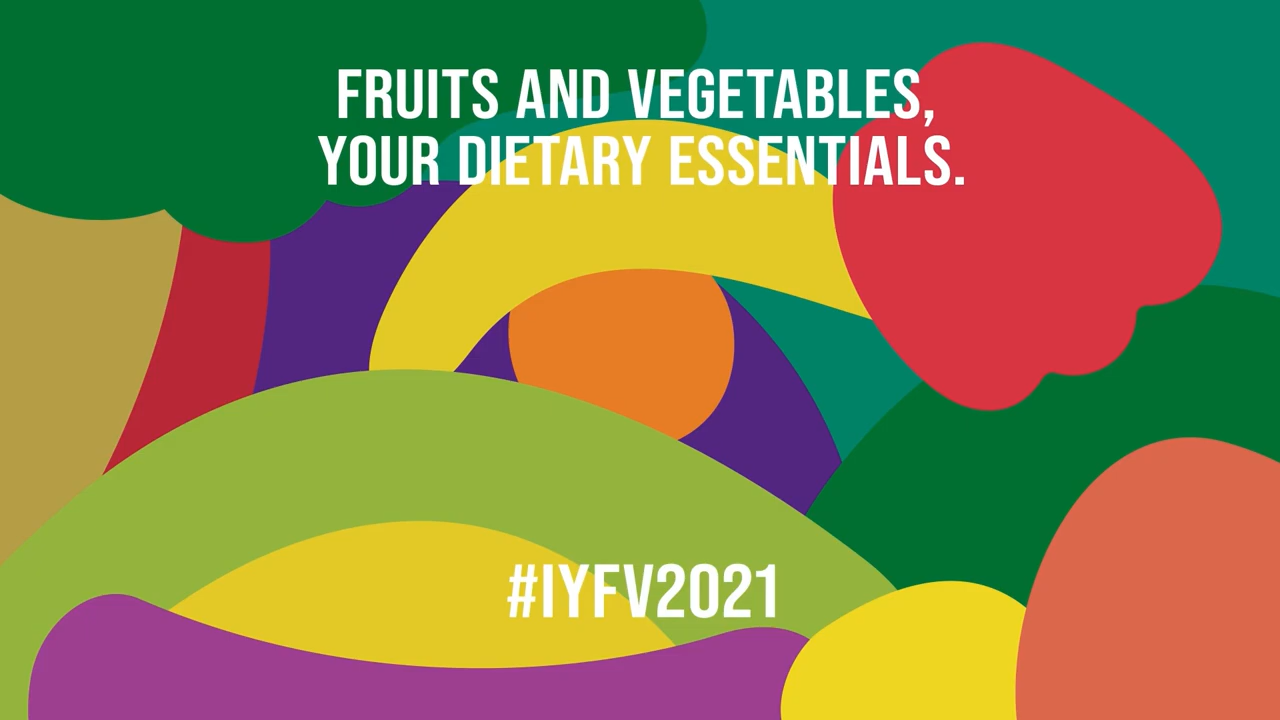 FRUITS AND VEGETABLES,
YOUR DIETARY ESSENTIALS.
#IYFV2021